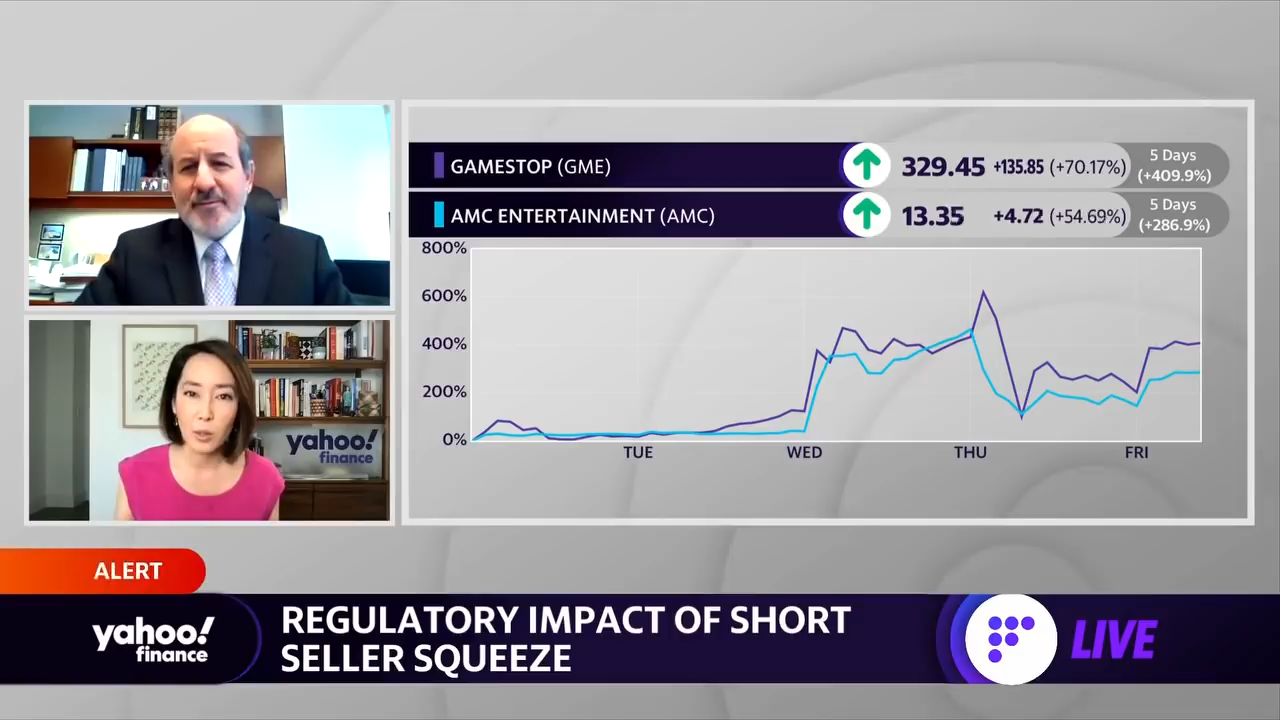 GAMESTOP (GME) 329.45 +135.85 (+70.17%) 5 Days (+409.9%)
AMC ENTERTAINMENT (AMC) 13.35 +4.72 (+54.69%) 5 Days (+286.9%)
800%
600%
400%
200%
0%
TUE WED THU FRI
yahoo!
finance
ALERT
yahoo!
finance
REGULATORY IMPACT OF SHORT
SELLER SQUEEZE
LIVE